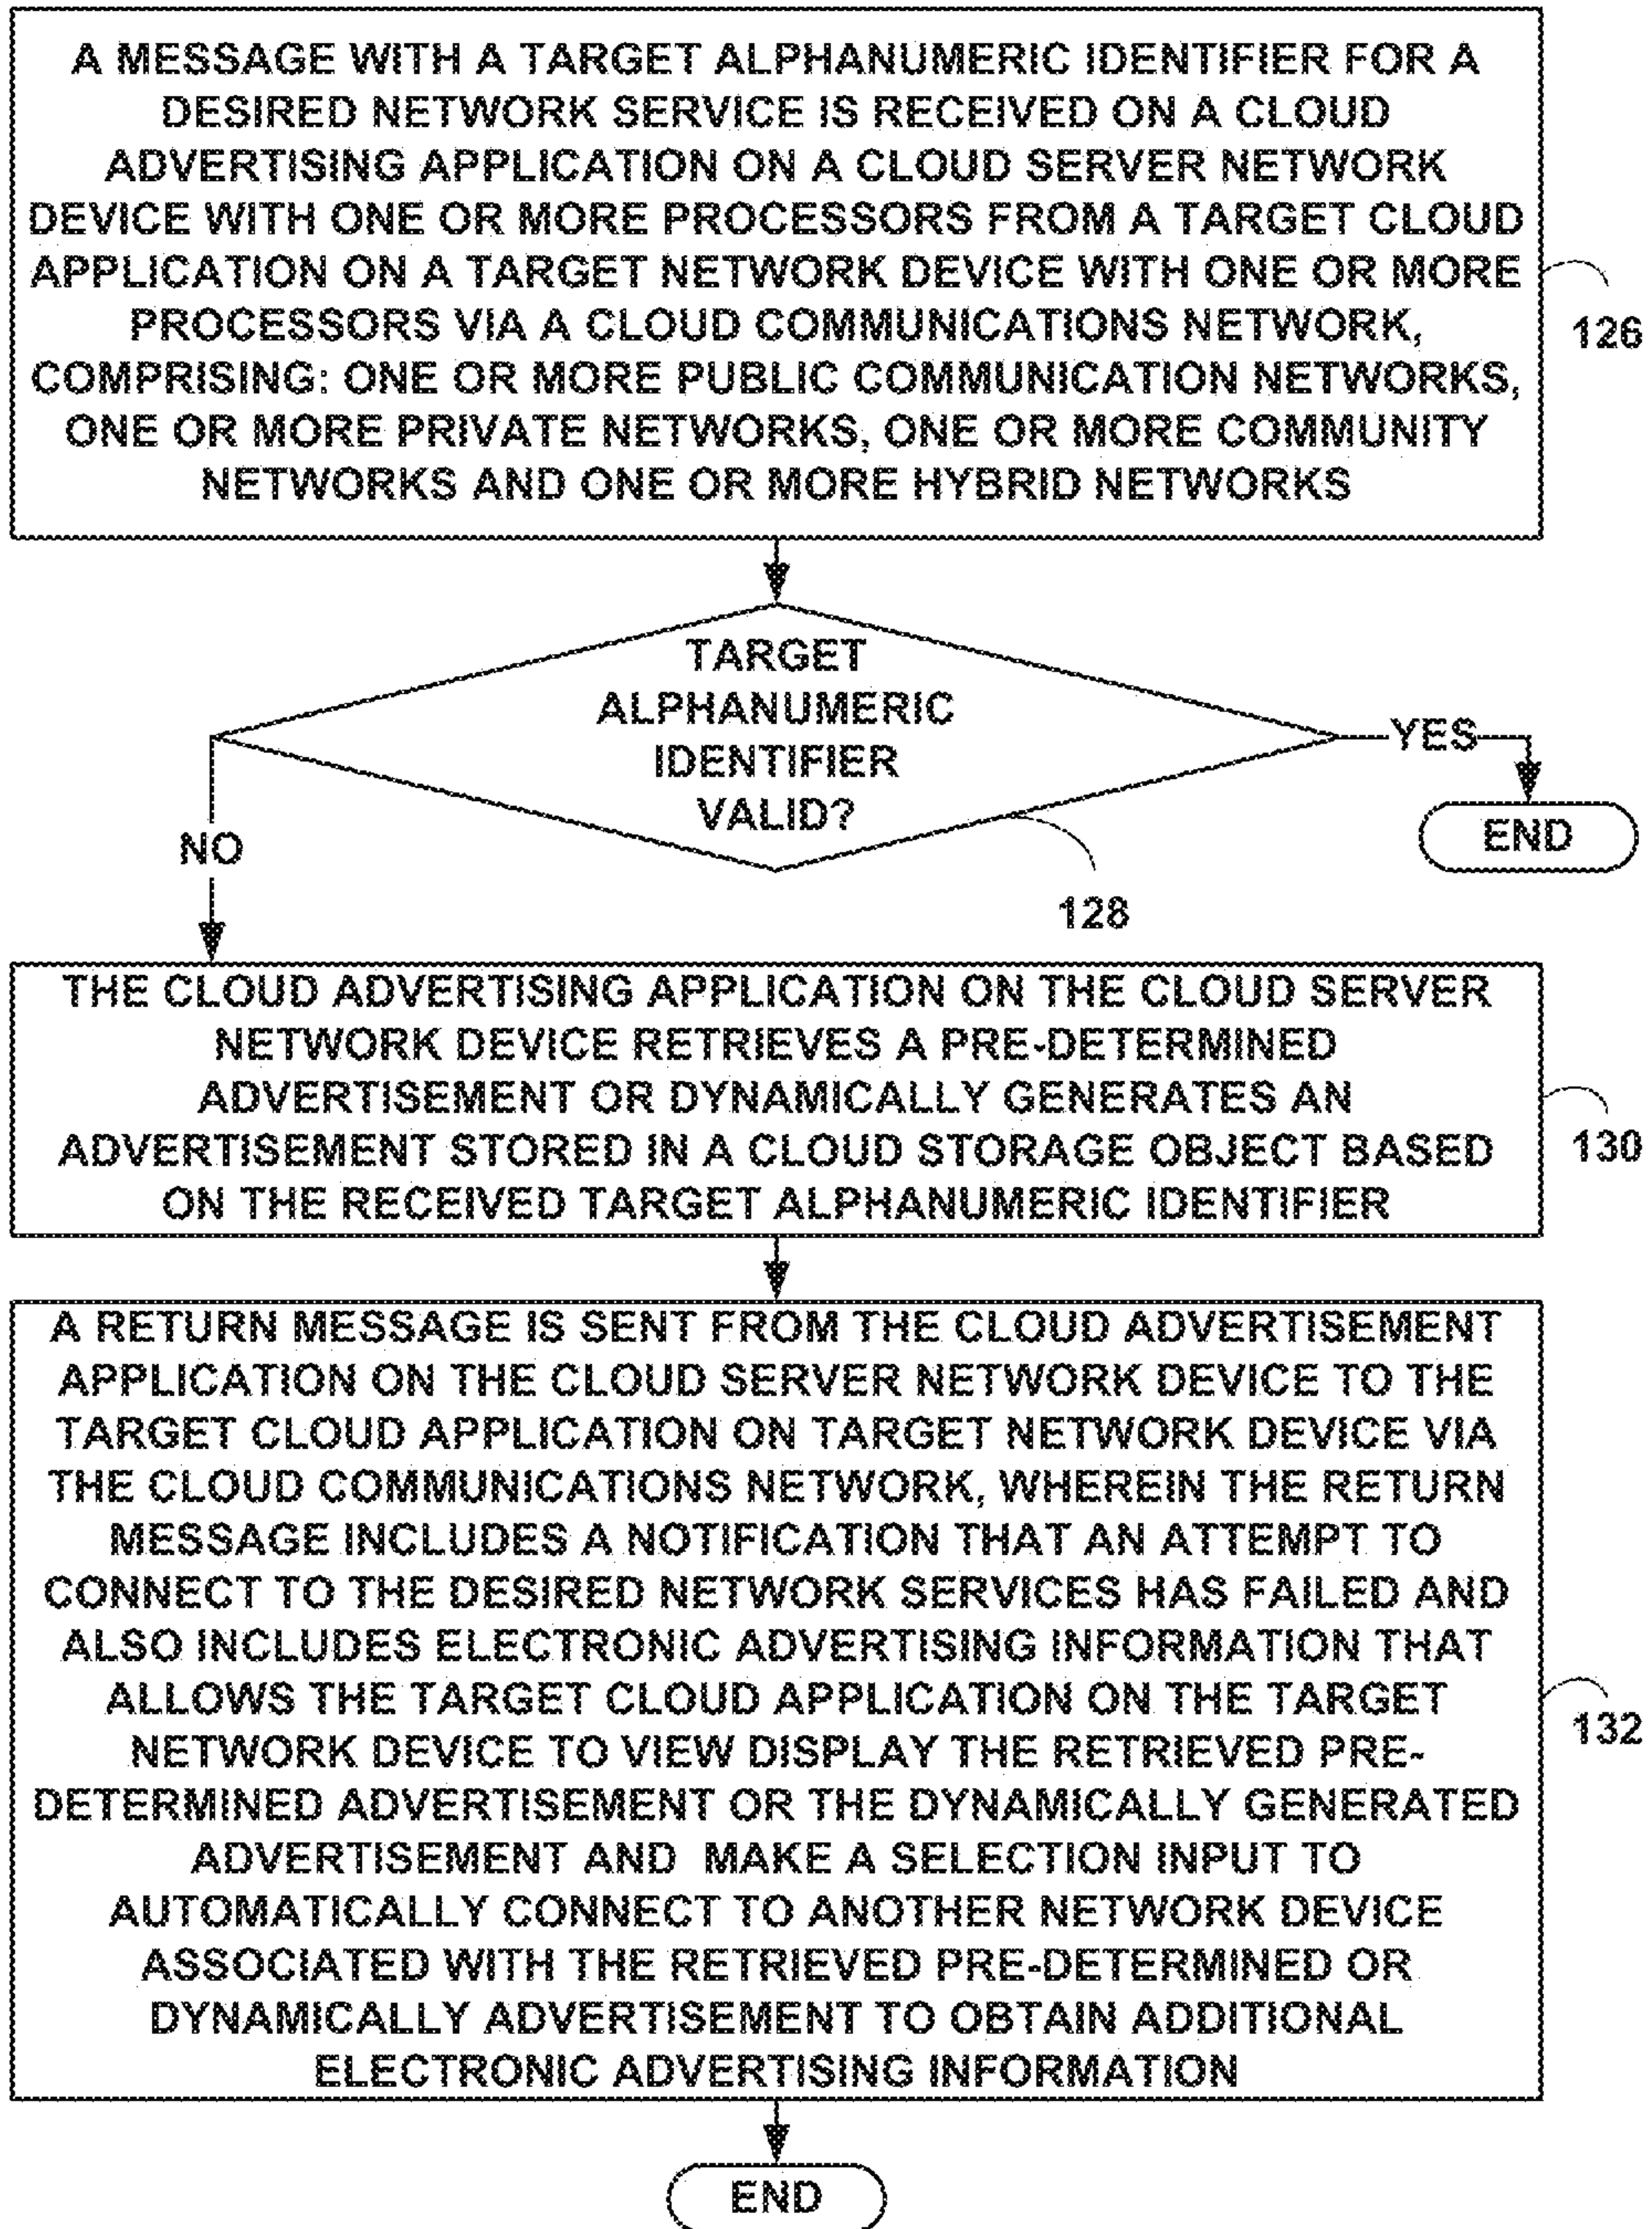 A MESSAGE WITH A TARGET ALPHANUMERIC IDENTIFIER FOR A
DESIRED NETWORK SERVICE IS RECEIVED ON A CLOUD
ADVERTISING APPLICATION ON A CLOUD SERVER NETWORK
DEVICE WITH ONE OR MORE PROCESSORS FROM A TARGET CLOUD
APPLICATION ON A TARGET NETWORK DEVICE WITH ONE OR MORE
PROCESSORS VIA A CLOUD COMMUNICATIONS NETWORK,
COMPRISING: ONE OR MORE PUBLIC COMMUNICATION NETWORKS,
ONE OR MORE PRIVATE NETWORKS, ONE OR MORE COMMUNITY
NETWORKS AND ONE OR MORE HYBRID NETWORKS
126
TARGET
ALPHANUMERIC
IDENTIFIER
VALID?
YES
END
NO
128
THE CLOUD ADVERTISING APPLICATION ON THE CLOUD SERVER
NETWORK DEVICE RETRIEVES A PRE-DETERMINED
ADVERTISEMENT OR DYNAMICALLY GENERATES AN
ADVERTISEMENT STORED IN A CLOUD STORAGE OBJECT BASED
ON THE RECEIVED TARGET ALPHANUMERIC IDENTIFIER
130
A RETURN MESSAGE IS SENT FROM THE CLOUD ADVERTISEMENT
APPLICATION ON THE CLOUD SERVER NETWORK DEVICE TO THE
TARGET CLOUD APPLICATION ON TARGET NETWORK DEVICE VIA
THE CLOUD COMMUNICATIONS NETWORK, WHEREIN THE RETURN
MESSAGE INCLUDES A NOTIFICATION THAT AN ATTEMPT TO
CONNECT TO THE DESIRED NETWORK SERVICES HAS FAILED AND
ALSO INCLUDES ELECTRONIC ADVERTISING INFORMATION THAT
ALLOWS THE TARGET CLOUD APPLICATION ON THE TARGET
NETWORK DEVICE TO VIEW DISPLAY THE RETRIEVED PRE-
DETERMINED ADVERTISEMENT OR THE DYNAMICALLY GENERATED
ADVERTISEMENT AND MAKE A SELECTION INPUT TO
AUTOMATICALLY CONNECT TO ANOTHER NETWORK DEVICE
ASSOCIATED WITH THE RETRIEVED PRE-DETERMINED OR
DYNAMICALLY ADVERTISEMENT TO OBTAIN ADDITIONAL
ELECTRONIC ADVERTISING INFORMATION
132
END